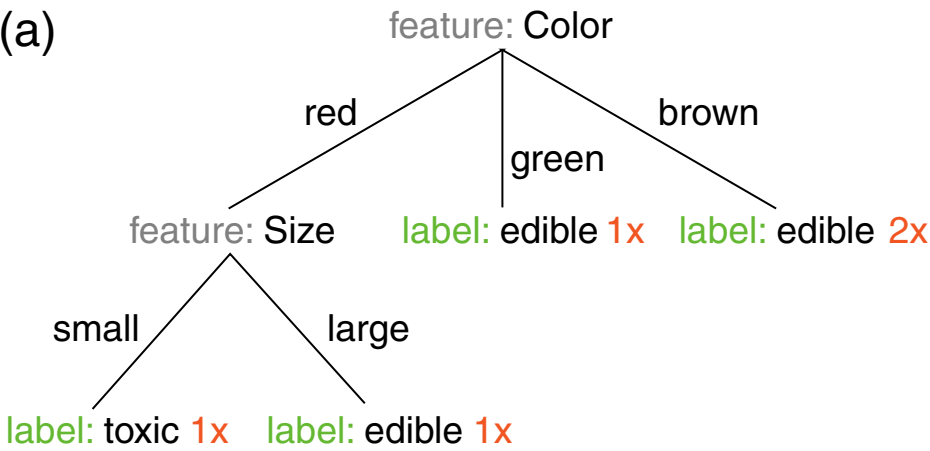 (a)
feature: Color
red
brown
green
feature: Size
label: edible 1x
label: edible 2x
small
large
label: toxic 1x
label: edible 1x